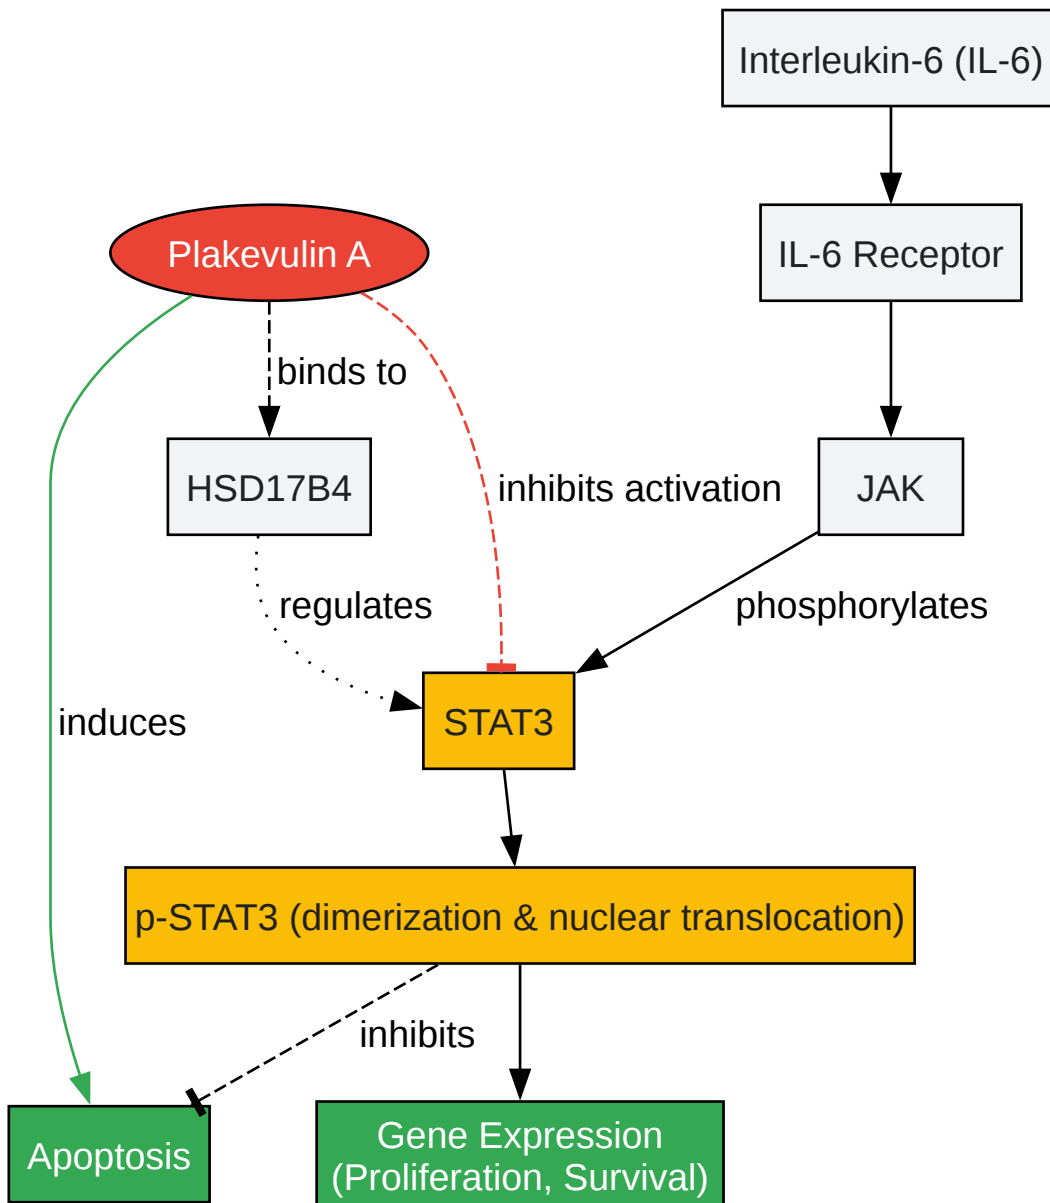 Interleukin-6 (IL-6)
Plakevulin A
IL-6 Receptor
binds to
HSD17B4
inhibits activation
JAK
regulates
phosphorylates
induces
STAT3
p-STAT3 (dimerization & nuclear translocation)
inhibits
Apoptosis
Gene Expression
(Proliferation, Survival)